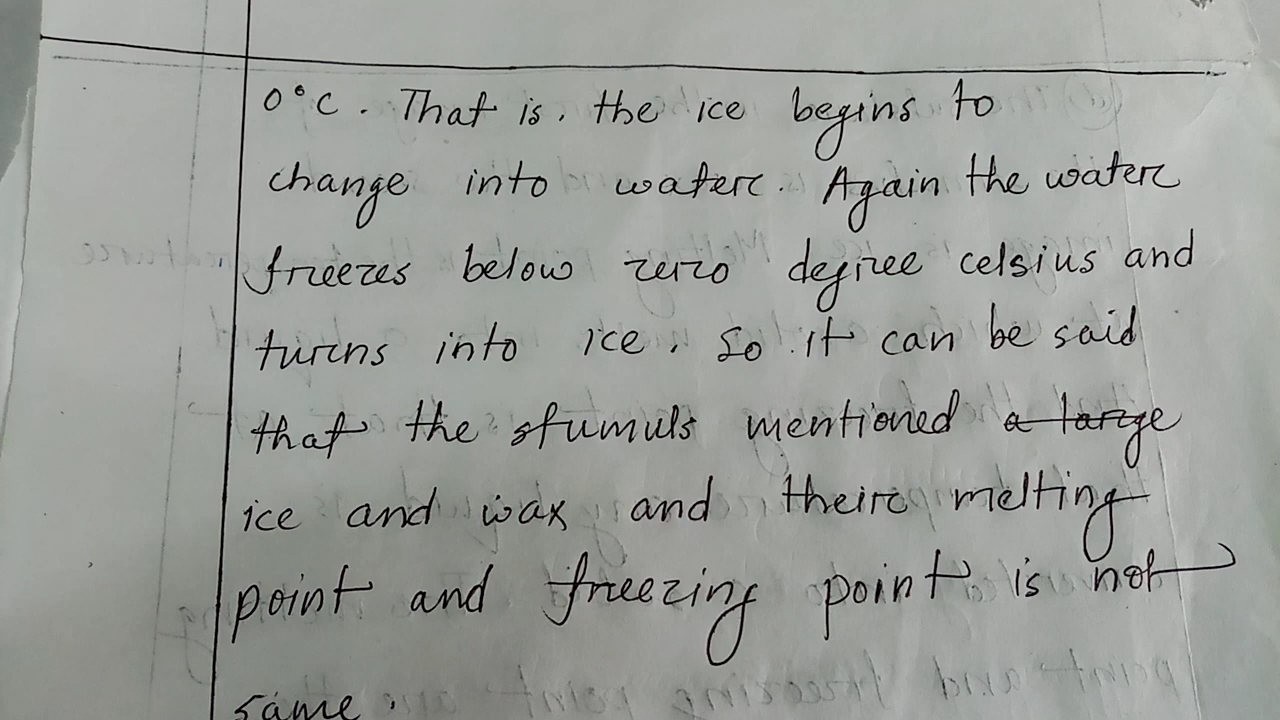 0°C. That is, the ice begins to
change into water. Again the water
freezes below zero degree celsius and
turns into ice. So it can be said
that the stumuls mentioned a large
ice and wax and their melting
point and freezing point is not
same.